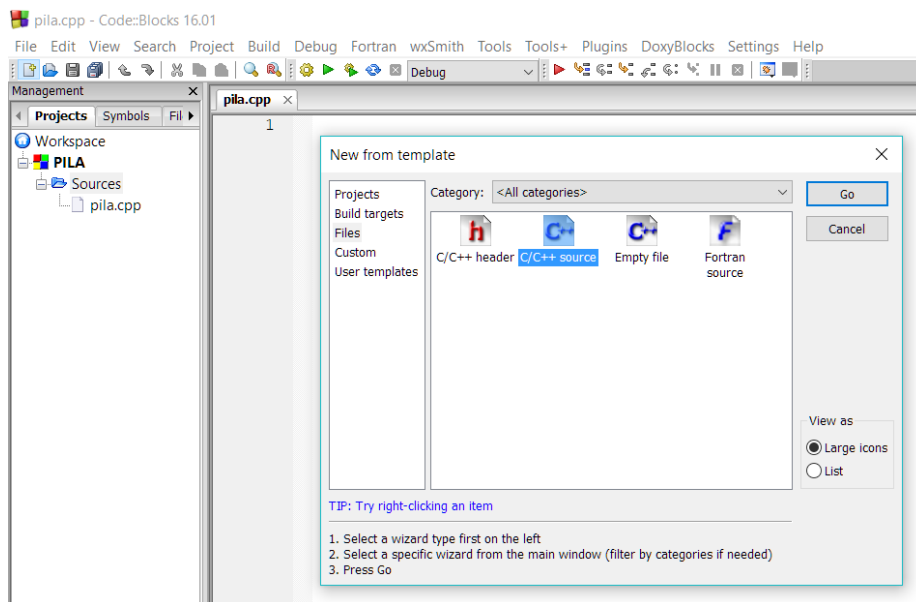 pila.cpp - Code::Blocks 16.01
File Edit View Search Project Build Debug Fortran wxSmith Tools Tools+ Plugins DoxyBlocks Settings Help
Debug
Management
Projects Symbols Fil
pila.cpp
1
Workspace
PILA
Sources
pila.cpp
New from template
Projects
Build targets
Files
Custom
User templates
Category: <All categories>
C/C++ header C/C++ source Empty file Fortran source
Go
Cancel
View as
Large icons
List
TIP: Try right-clicking an item
1. Select a wizard type first on the left
2. Select a specific wizard from the main window (filter by categories if needed)
3. Press Go